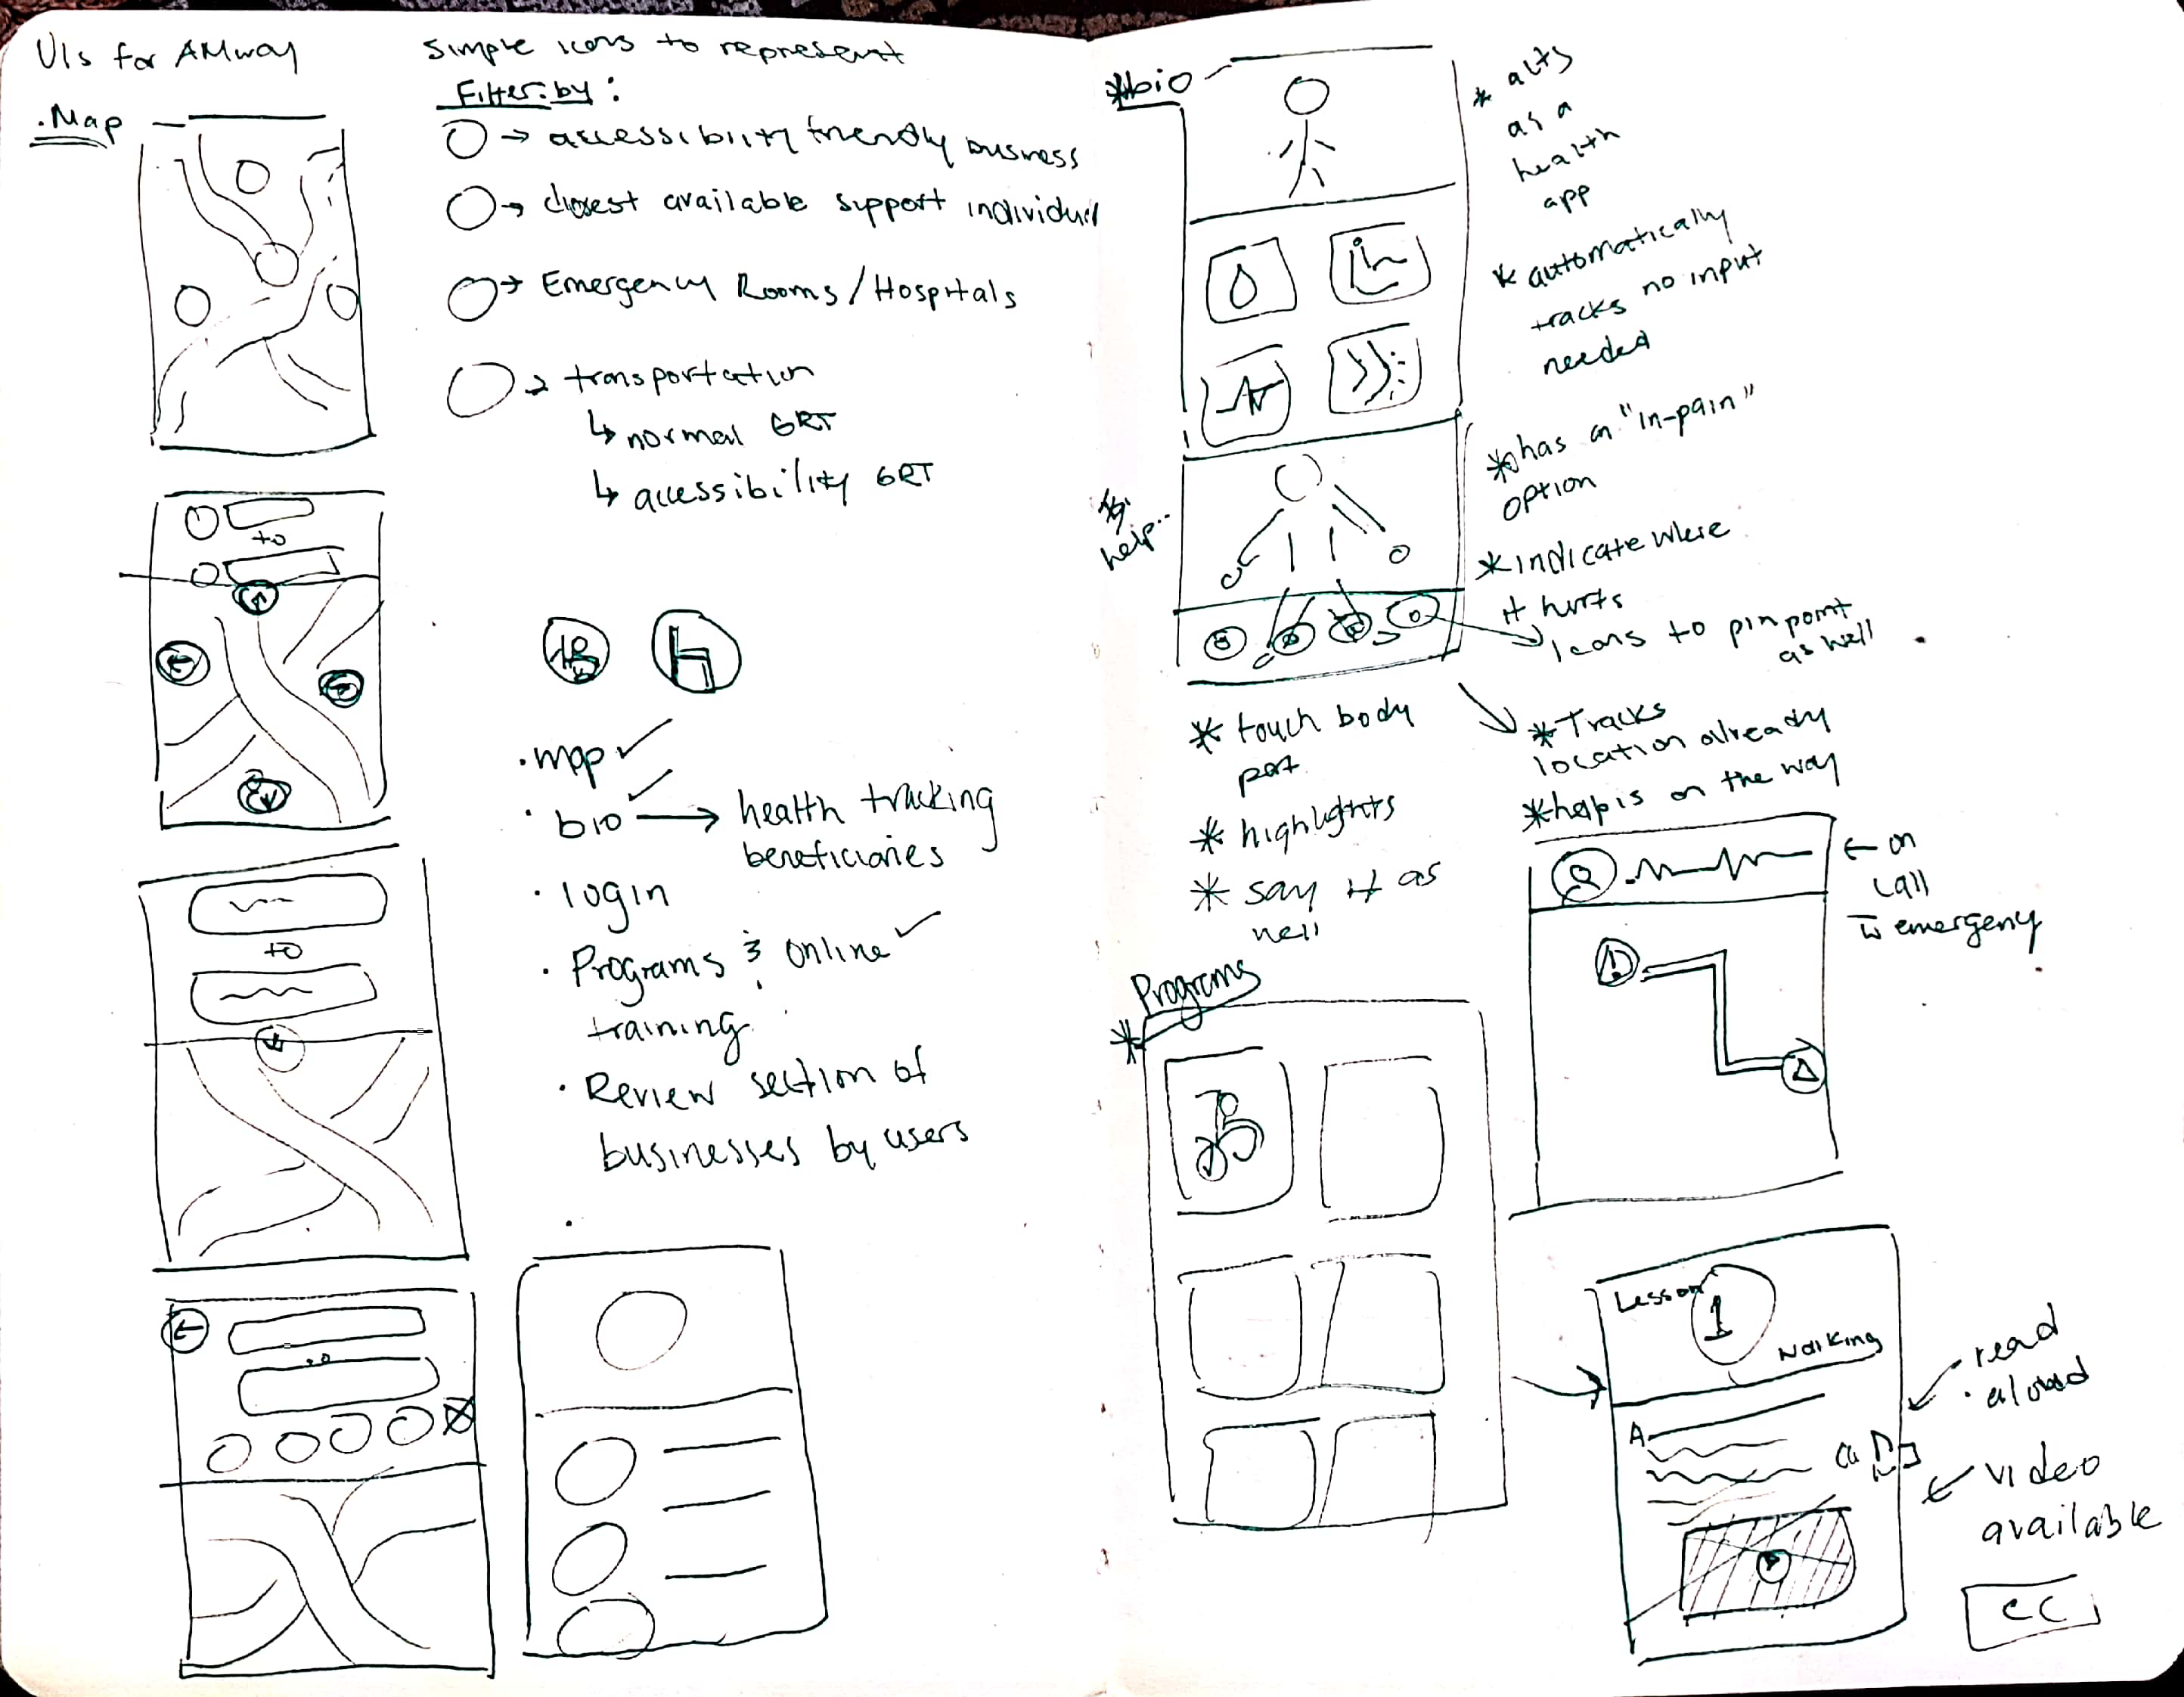 UIs for AMway
simple icons to represent
Filter by:
• Map
→ accessibility friendly business
→ closest available support individual
→ Emergency Rooms/Hospitals
→ transportation
↳ normal GRT
↳ accessibility GRT
to
• map ✓
• bio ✓ → health tracking
beneficiaries
• login
• Programs & online ✓
training
• Review section of
businesses by users
to
to
* bio
* acts
as a
health
app
* automatically
tracks no input
needed
* has an "in-pain"
option
help..
* indicate where
it hurts
Icons to pinpoint
as well
* touch body
part
* highlights
* say it as
well
* Tracks
location already
* help is on the way
← on
call
to emergency
* Programs
Lesson 1
Walking
A
read
aloud
video
available
CC